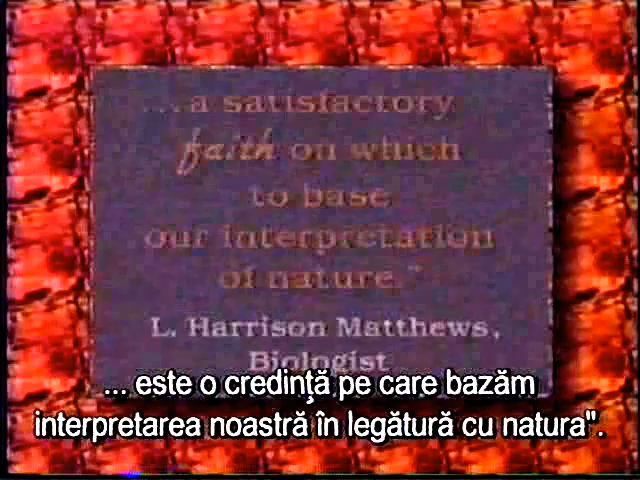 ...a satisfactory
faith on which
to base
our interpretation
of nature."
L. Harrison Matthews,
Biologist
... este o credinţă pe care bazăm
interpretarea noastră în legătură cu natura".